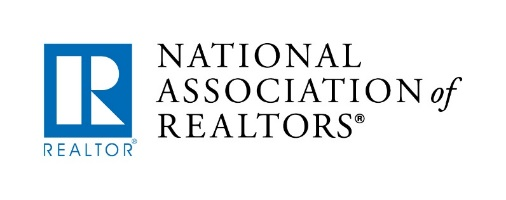 R
REALTOR®
NATIONAL
ASSOCIATION of
REALTORS®